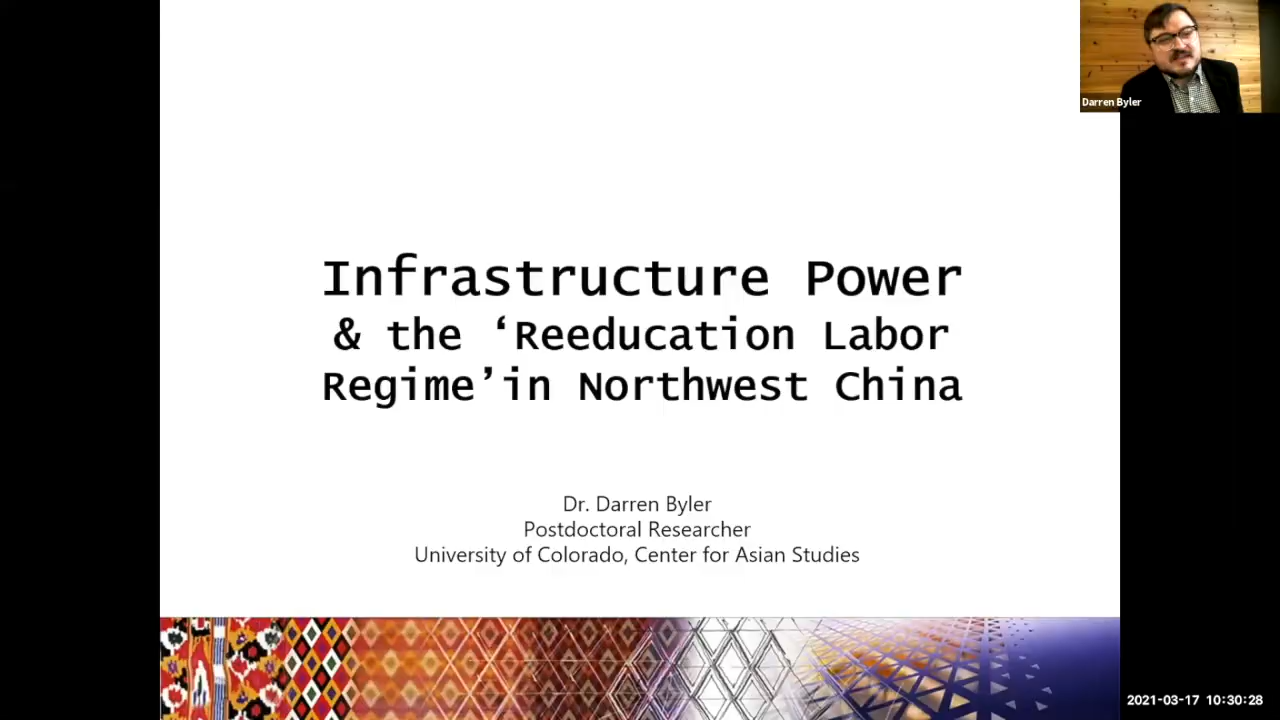 Darren Byler
Infrastructure Power
& the ‘Reeducation Labor
Regime’in Northwest China
Dr. Darren Byler
Postdoctoral Researcher
University of Colorado, Center for Asian Studies
2021-03-17 10:30:28